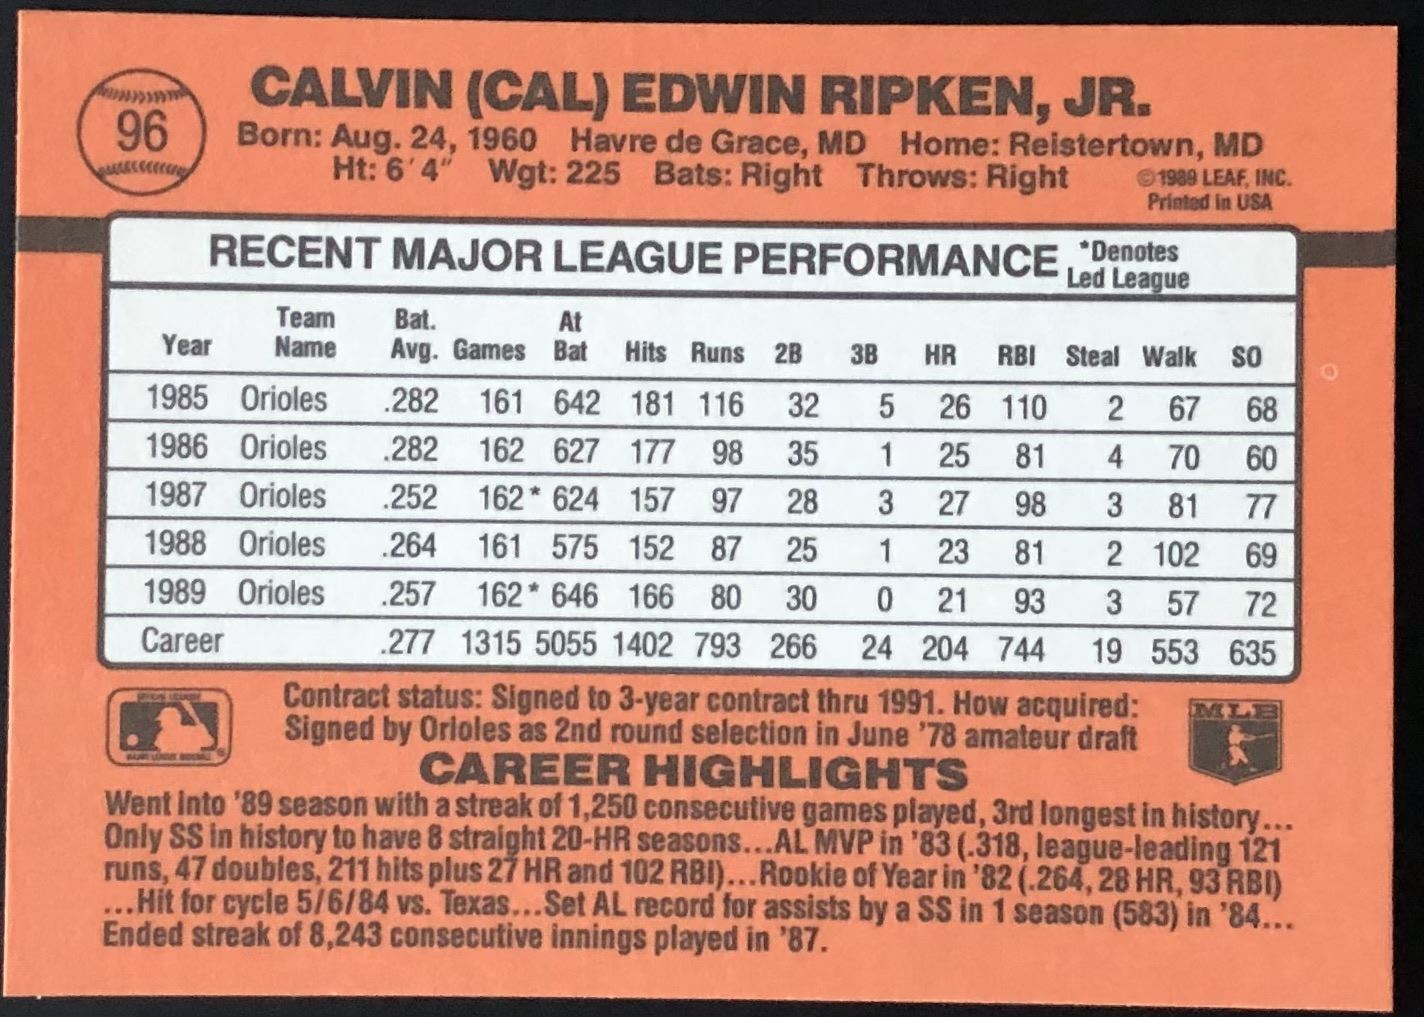 96
CALVIN (CAL) EDWIN RIPKEN, JR.
Born: Aug. 24, 1960 Havre de Grace, MD Home: Reistertown, MD
Ht: 6′4″ Wgt: 225 Bats: Right Throws: Right
©1989 LEAF, INC.
Printed in USA
RECENT MAJOR LEAGUE PERFORMANCE *Denotes Led League
Year Team Name Bat. Avg. Games At Bat Hits Runs 2B 3B HR RBI Steal Walk SO
1985 Orioles .282 161 642 181 116 32 5 26 110 2 67 68
1986 Orioles .282 162 627 177 98 35 1 25 81 4 70 60
1987 Orioles .252 162* 624 157 97 28 3 27 98 3 81 77
1988 Orioles .264 161 575 152 87 25 1 23 81 2 102 69
1989 Orioles .257 162* 646 166 80 30 0 21 93 3 57 72
Career .277 1315 5055 1402 793 266 24 204 744 19 553 635
Contract status: Signed to 3-year contract thru 1991. How acquired:
Signed by Orioles as 2nd round selection in June '78 amateur draft
MLB
CAREER HIGHLIGHTS
Went into '89 season with a streak of 1,250 consecutive games played, 3rd longest in history...
Only SS in history to have 8 straight 20-HR seasons...AL MVP in '83 (.318, league-leading 121
runs, 47 doubles, 211 hits plus 27 HR and 102 RBI)...Rookie of Year in '82 (.264, 28 HR, 93 RBI)
...Hit for cycle 5/6/84 vs. Texas...Set AL record for assists by a SS in 1 season (583) in '84...
Ended streak of 8,243 consecutive innings played in '87.